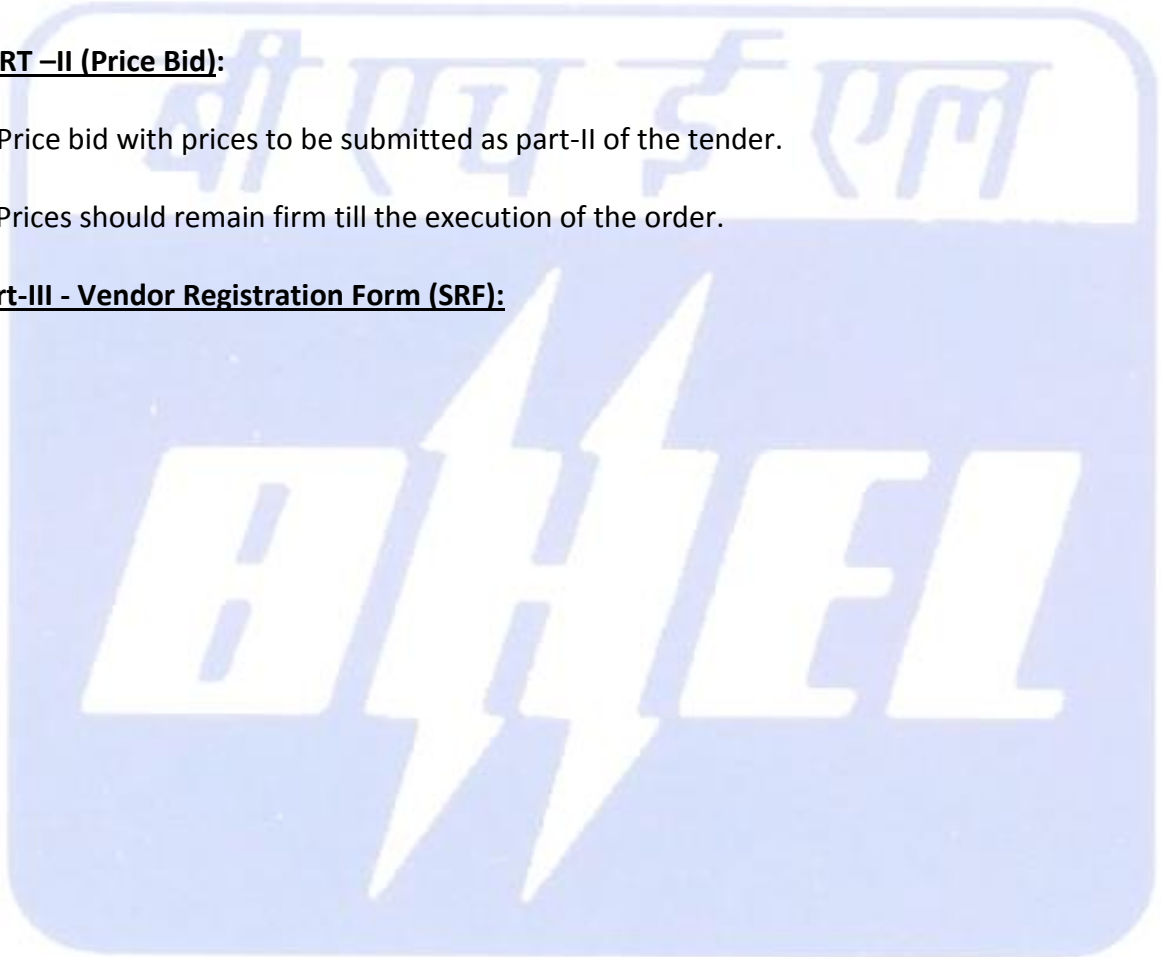 बी एच ई एल
RT –II (Price Bid):
Price bid with prices to be submitted as part-II of the tender.
Prices should remain firm till the execution of the order.
rt-III - Vendor Registration Form (SRF):
BHEL